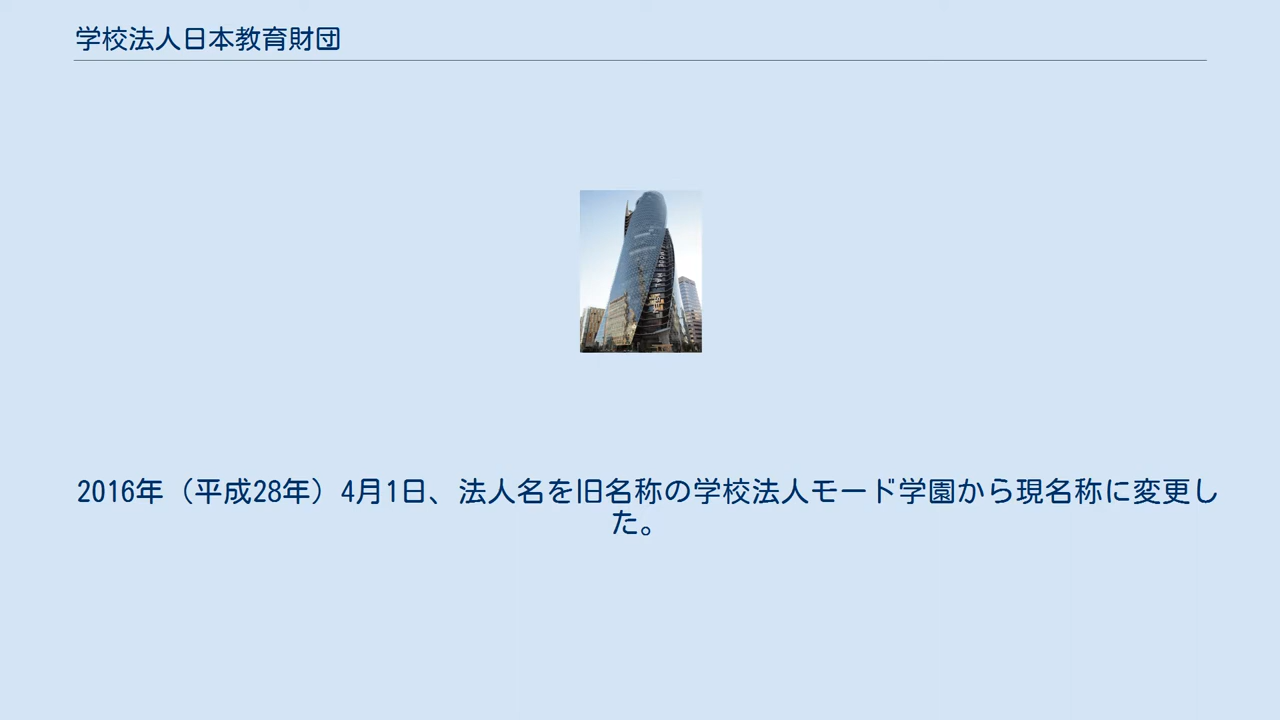 学校法人日本教育財団
2016年（平成28年）4月1日、法人名を旧名称の学校法人モード学園から現名称に変更し
た。